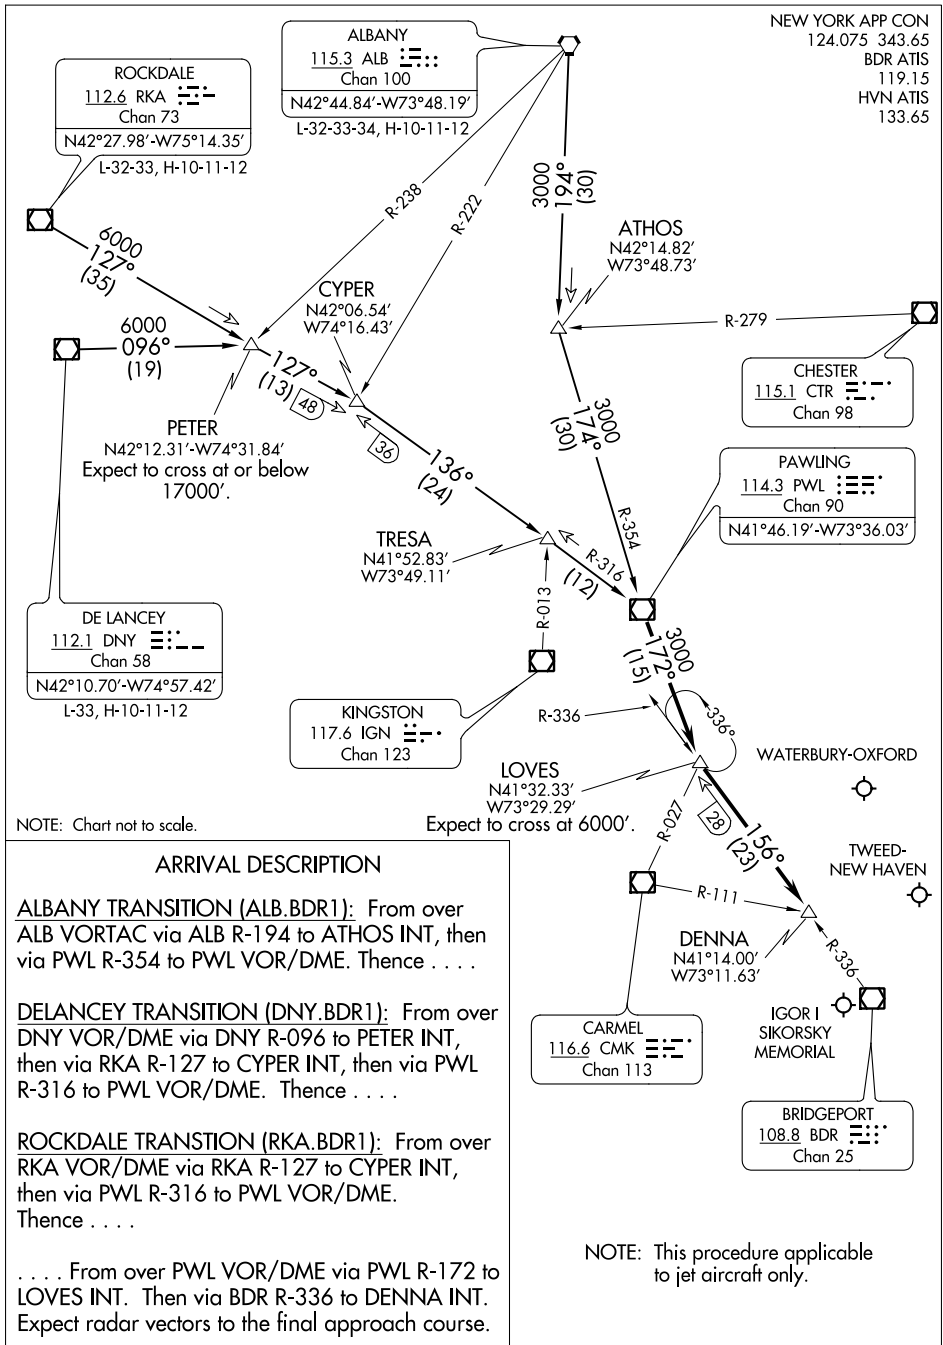 NEW YORK APP CON
124.075 343.65
BDR ATIS
119.15
HVN ATIS
133.65
ALBANY
115.3 ALB
Chan 100
N42°44.84'-W73°48.19'
L-32-33-34, H-10-11-12
ROCKDALE
112.6 RKA
Chan 73
N42°27.98'-W75°14.35'
L-32-33, H-10-11-12
R-238
R-222
3000
194°
(30)
6000
127°
(35)
ATHOS
N42°14.82'
W73°48.73'
CYPER
N42°06.54'
W74°16.43'
6000
096°
(19)
R-279
CHESTER
115.1 CTR
Chan 98
127°
(13)
48
36
PETER
N42°12.31'-W74°31.84'
Expect to cross at or below
17000'.
3000
174°
(30)
R-354
136°
(24)
PAWLING
114.3 PWL
Chan 90
N41°46.19'-W73°36.03'
TRESA
N41°52.83'
W73°49.11'
R-316
(12)
R-013
DE LANCEY
112.1 DNY
Chan 58
N42°10.70'-W74°57.42'
L-33, H-10-11-12
KINGSTON
117.6 IGN
Chan 123
3000
172°
(15)
R-336
336°
LOVES
N41°32.33'
W73°29.29'
Expect to cross at 6000'.
WATERBURY-OXFORD
R-027
28
156°
(23)
TWEED-
NEW HAVEN
R-111
DENNA
N41°14.00'
W73°11.63'
R-336
IGOR I
SIKORSKY
MEMORIAL
CARMEL
116.6 CMK
Chan 113
BRIDGEPORT
108.8 BDR
Chan 25
NOTE: Chart not to scale.
ARRIVAL DESCRIPTION
ALBANY TRANSITION (ALB.BDR1): From over
ALB VORTAC via ALB R-194 to ATHOS INT, then
via PWL R-354 to PWL VOR/DME. Thence . . . .
DELANCEY TRANSITION (DNY.BDR1): From over
DNY VOR/DME via DNY R-096 to PETER INT,
then via RKA R-127 to CYPER INT, then via PWL
R-316 to PWL VOR/DME. Thence . . . .
ROCKDALE TRANSTION (RKA.BDR1): From over
RKA VOR/DME via RKA R-127 to CYPER INT,
then via PWL R-316 to PWL VOR/DME.
Thence . . . .
. . . . From over PWL VOR/DME via PWL R-172 to
LOVES INT. Then via BDR R-336 to DENNA INT.
Expect radar vectors to the final approach course.
NOTE: This procedure applicable
to jet aircraft only.